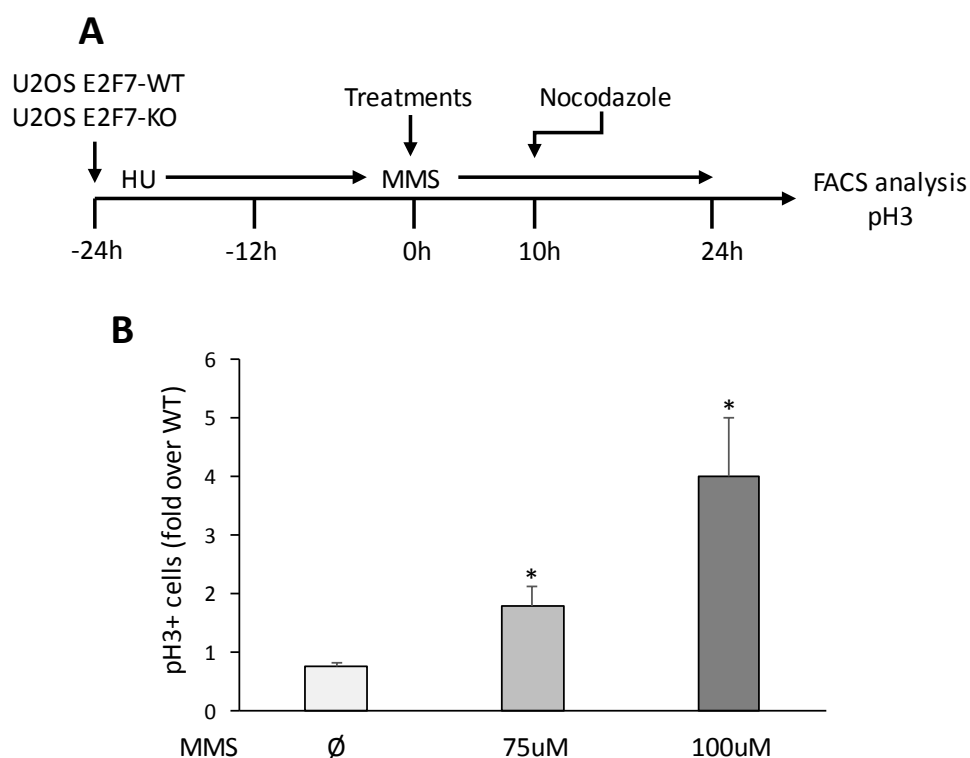 A
U2OS E2F7-WT
U2OS E2F7-KO
Treatments
Nocodazole
HU
MMS
FACS analysis
pH3
-24h
-12h
0h
10h
24h
B
pH3+ cells (fold over WT)
6
5
4
3
2
1
0
*
*
MMS
Ø
75uM
100uM